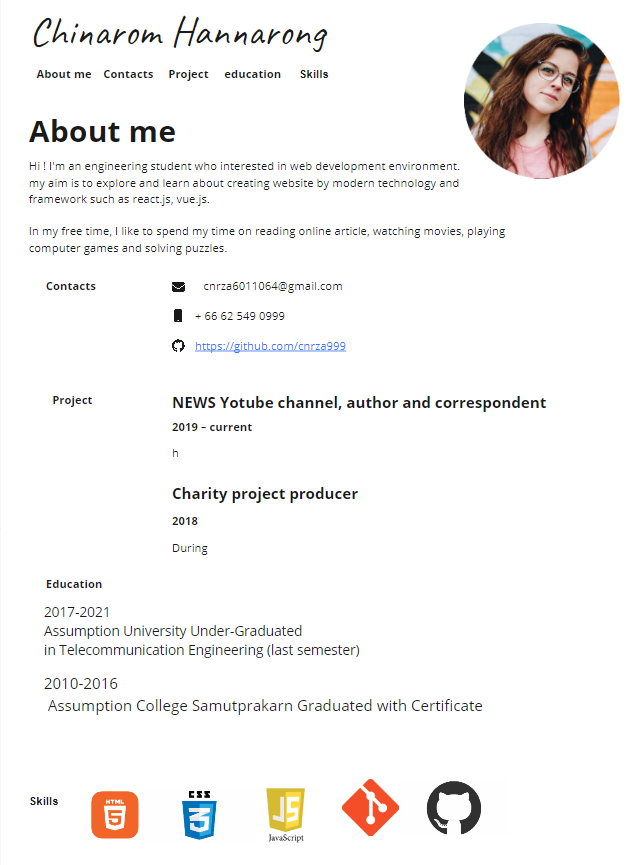 Chinarom Hannarong
About me Contacts Project education Skills
About me
Hi ! I'm an engineering student who interested in web development environment.
my aim is to explore and learn about creating website by modern technology and
framework such as react.js, vue.js.
In my free time, I like to spend my time on reading online article, watching movies, playing
computer games and solving puzzles.
Contacts
cnrza6011064@gmail.com
+ 66 62 549 0999
https://github.com/cnrza999
Project
NEWS Yotube channel, author and correspondent
2019 – current
h
Charity project producer
2018
During
Education
2017-2021
Assumption University Under-Graduated
in Telecommunication Engineering (last semester)
2010-2016
Assumption College Samutprakarn Graduated with Certificate
Skills
HTML
5
CSS
3
JS
JavaScript